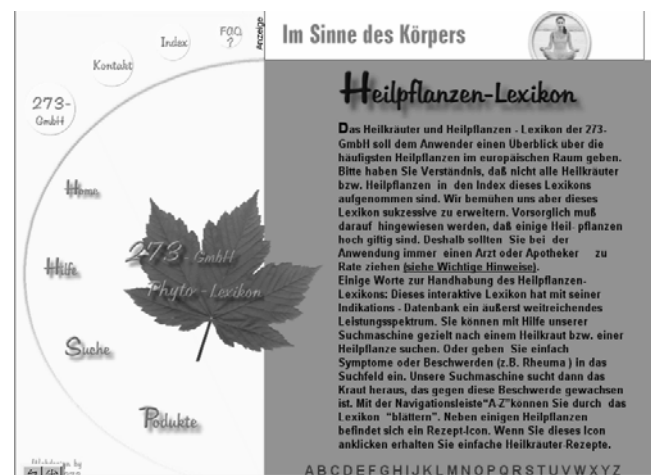 FAQ
?
Index
Kontakt
273-
GmbH
Home
Hilfe
Suche
Podukte
273 - GmbH
Phyto - Lexikon
Webdesign by
Anzeige
Im Sinne des Körpers
Heilpflanzen-Lexikon
Das Heilkräuter und Heilpflanzen - Lexikon der 273-
GmbH soll dem Anwender einen Überblick über die
häufigsten Heilpflanzen im europäischen Raum geben.
Bitte haben Sie Verständnis, daß nicht alle Heilkräuter
bzw. Heilpflanzen in den Index dieses Lexikons
aufgenommen sind. Wir bemühen uns aber dieses
Lexikon sukzessive zu erweitern. Vorsorglich muß
darauf hingewiesen werden, daß einige Heil- pflanzen
hoch giftig sind. Deshalb sollten Sie bei der
Anwendung immer einen Arzt oder Apotheker zu
Rate ziehen (siehe Wichtige Hinweise).
Einige Worte zur Handhabung des Heilpflanzen-
Lexikons: Dieses interaktive Lexikon hat mit seiner
Indikations - Datenbank ein äußerst weitreichendes
Leistungsspektrum. Sie können mit Hilfe unserer
Suchmaschine gezielt nach einem Heilkraut bzw. einer
Heilpflanze suchen. Oder geben Sie einfach
Symptome oder Beschwerden (z.B. Rheuma ) in das
Suchfeld ein. Unsere Suchmaschine sucht dann das
Kraut heraus, das gegen diese Beschwerde gewachsen
ist. Mit der Navigationsleiste“A-Z”können Sie durch das
Lexikon “blättern”. Neben einigen Heilpflanzen
befindet sich ein Rezept-Icon. Wenn Sie dieses Icon
anklicken erhalten Sie einfache Heilkräuter-Rezepte.
A B C D E F G H I J K L M N O P Q R S T U V W X Y Z